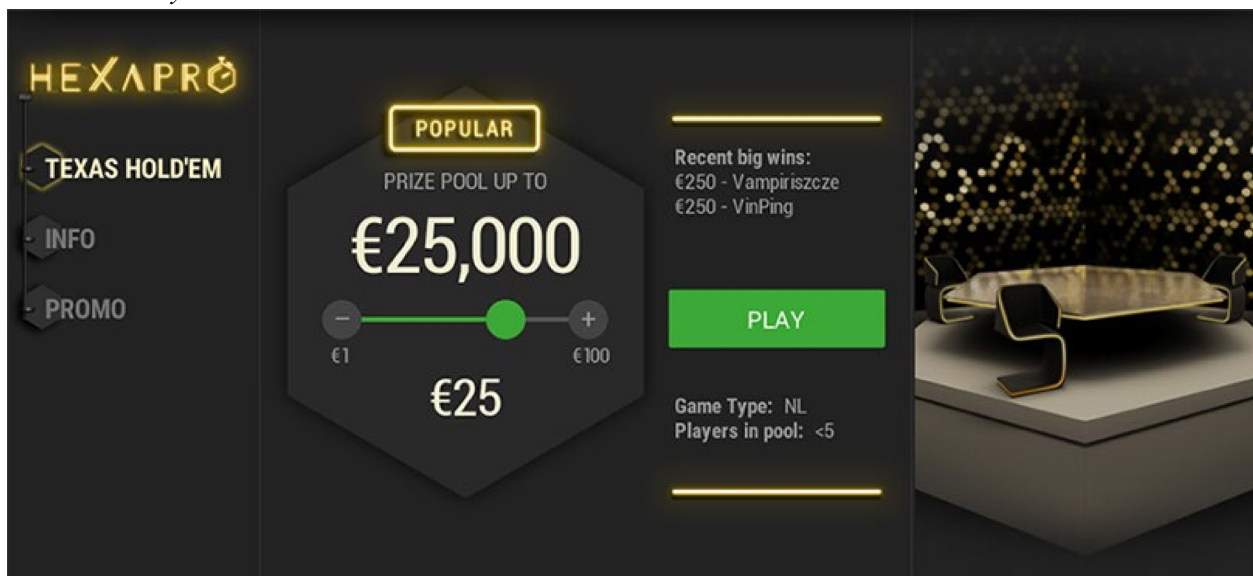 HEXAPRO
TEXAS HOLD'EM
INFO
PROMO
POPULAR
PRIZE POOL UP TO
€25,000
− +
€1 €100
€25
Recent big wins:
€250 - Vampiriszcze
€250 - VinPing
PLAY
Game Type: NL
Players in pool: <5